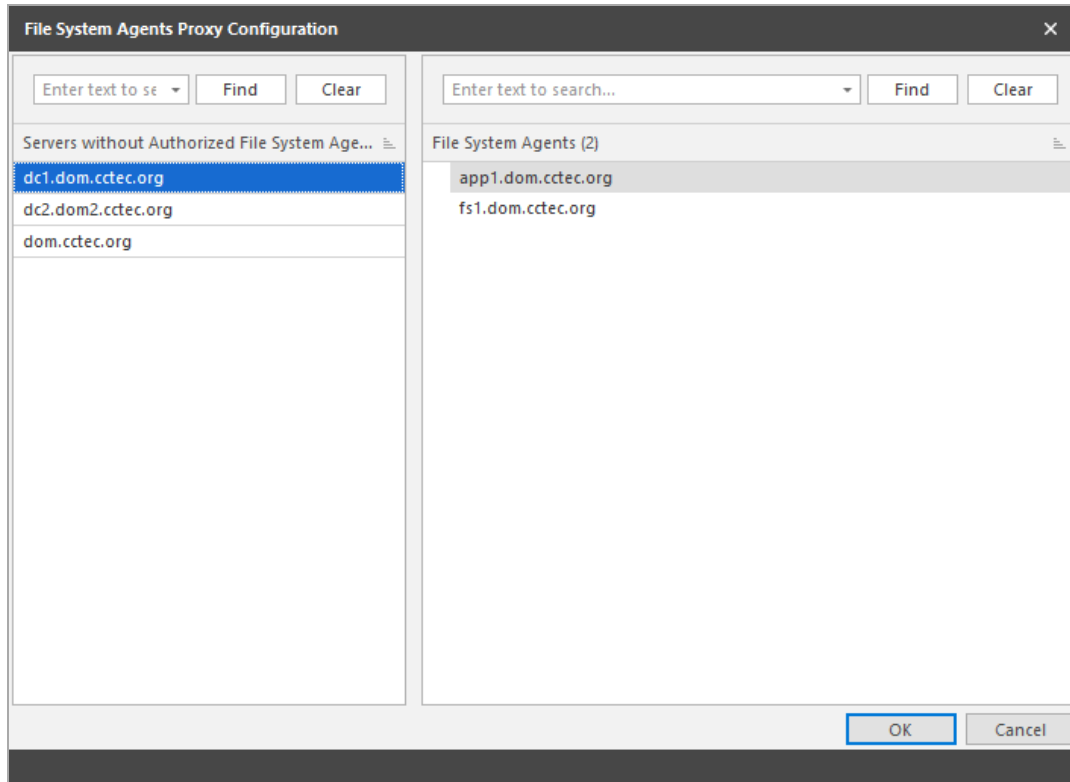 File System Agents Proxy Configuration
Enter text to se Find Clear
Enter text to search... Find Clear
Servers without Authorized File System Age...
File System Agents (2)
dc1.dom.cctec.org
dc2.dom2.cctec.org
dom.cctec.org
app1.dom.cctec.org
fs1.dom.cctec.org
OK Cancel